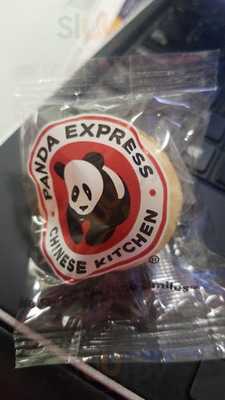 PANDA EXPRESS
CHINESE KITCHEN
®